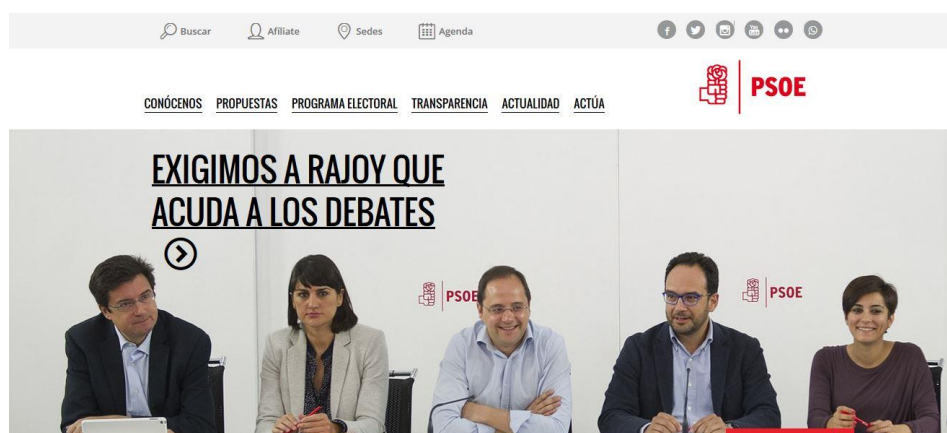 Buscar
Afíliate
Sedes
Agenda
PSOE
CONÓCENOS PROPUESTAS PROGRAMA ELECTORAL TRANSPARENCIA ACTUALIDAD ACTÚA
EXIGIMOS A RAJOY QUE
ACUDA A LOS DEBATES
PSOE
PSOE